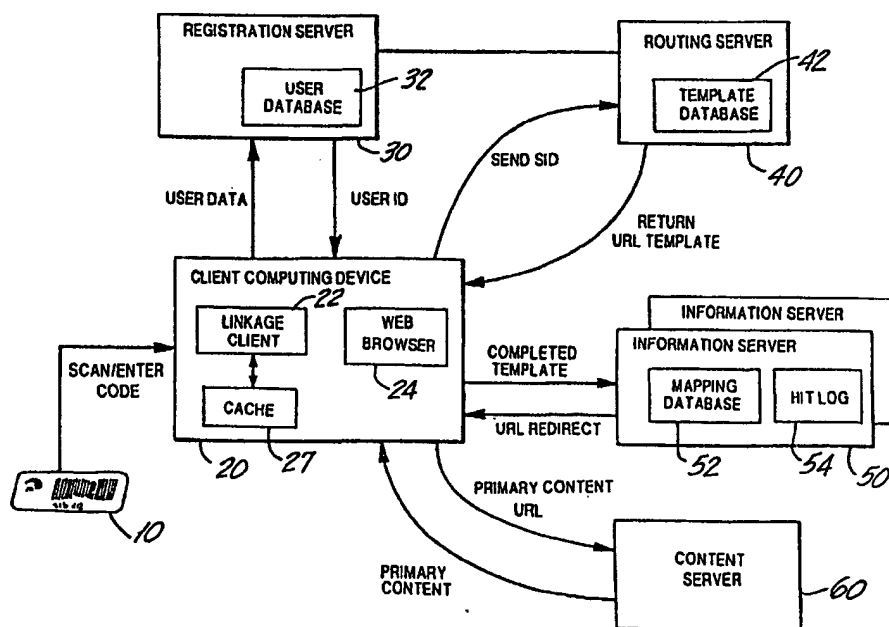 REGISTRATION SERVER
USER
DATABASE
32
30
ROUTING SERVER
42
TEMPLATE
DATABASE
40
SEND SID
USER DATA
USER ID
RETURN
URL TEMPLATE
CLIENT COMPUTING DEVICE
22
LINKAGE
CLIENT
WEB
BROWSER
24
CACHE
27
20
SCAN/ENTER
CODE
10
COMPLETED
TEMPLATE
URL REDIRECT
INFORMATION SERVER
INFORMATION SERVER
MAPPING
DATABASE
52
HIT LOG
54
50
PRIMARY CONTENT
URL
PRIMARY
CONTENT
CONTENT
SERVER
60